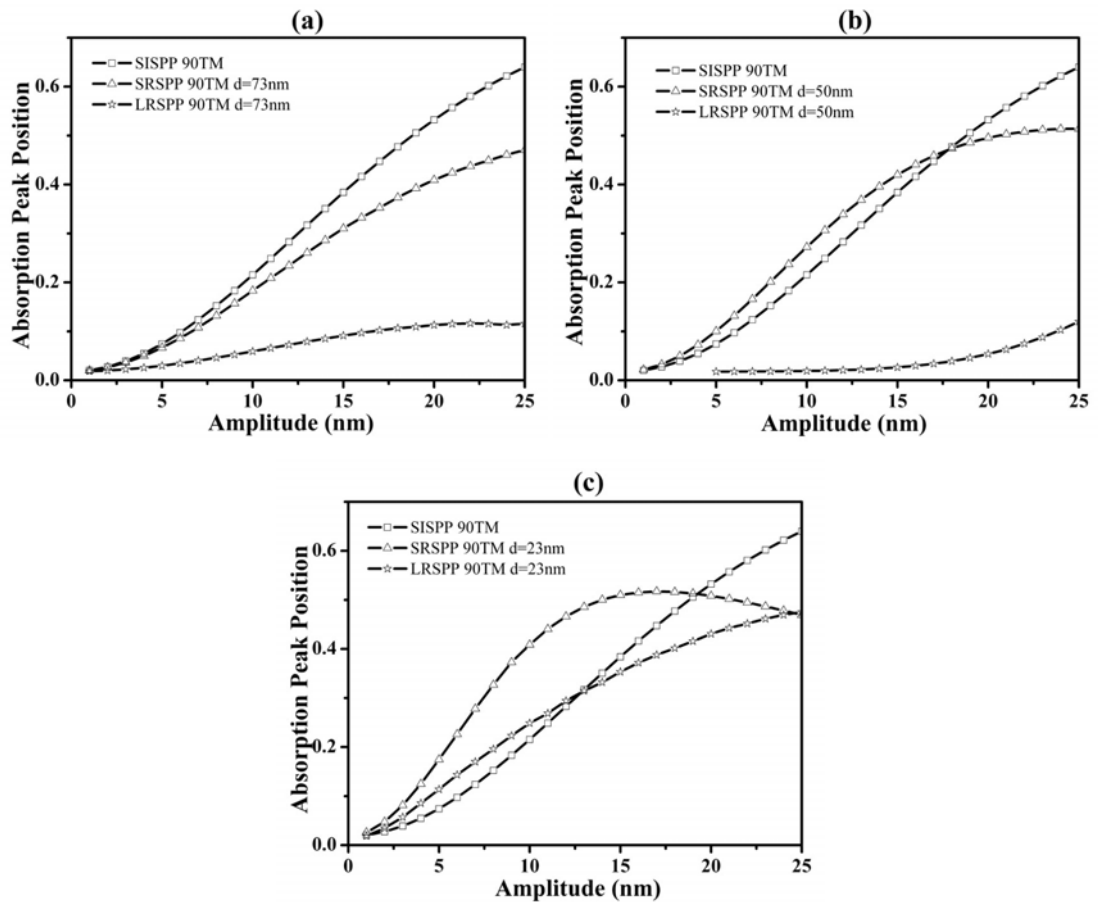 (a)
SISPP 90TM
SRSPP 90TM d=73nm
LRSPP 90TM d=73nm
Absorption Peak Position
0.6
0.4
0.2
0.0
0 5 10 15 20 25
Amplitude (nm)
(b)
SISPP 90TM
SRSPP 90TM d=50nm
LRSPP 90TM d=50nm
Absorption Peak Position
0.6
0.4
0.2
0.0
0 5 10 15 20 25
Amplitude (nm)
(c)
SISPP 90TM
SRSPP 90TM d=23nm
LRSPP 90TM d=23nm
Absorption Peak Position
0.6
0.4
0.2
0.0
0 5 10 15 20 25
Amplitude (nm)